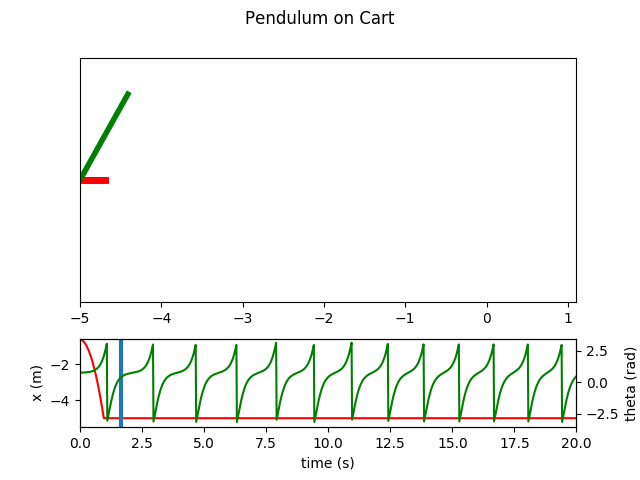 Pendulum on Cart
−5 −4 −3 −2 −1 0 1
x (m)
−2
−4
2.5
0.0
−2.5
theta (rad)
0.0 2.5 5.0 7.5 10.0 12.5 15.0 17.5 20.0
time (s)